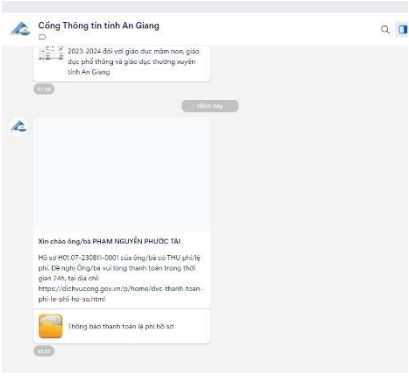 Cổng Thông tin tỉnh An Giang
2023-2024 đối với giáo dục mầm non, giáo
dục phổ thông và giáo dục thường xuyên
tỉnh An Giang
Hôm nay
Xin chào ông/bà PHẠM NGUYỄN PHƯỚC TÀI
Hồ sơ H01.07-230811-0001 của ông/bà có THU phí/lệ
phí. Đề nghị Ông/bà vui lòng thanh toán trong thời
gian 24h, tại địa chỉ:
https://dichvucong.gov.vn/p/home/dvc-thanh-toan-
phi-le-phi-ho-so.html
Thông báo thanh toán lệ phí hồ sơ